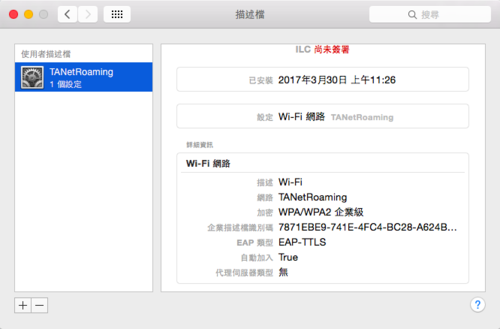 描述檔
搜尋
使用者描述檔
TANetRoaming
1 個設定
ILC 尚未簽署
已安裝 2017年3月30日 上午11:26
設定 Wi-Fi 網路 TANetRoaming
詳細資訊
Wi-Fi 網路
描述 Wi-Fi
網路 TANetRoaming
加密 WPA/WPA2 企業級
企業描述檔識別碼 7871EBE9-741E-4FC4-BC28-A624B...
EAP 類型 EAP-TTLS
自動加入 True
代理伺服器類型 無
+ − ?